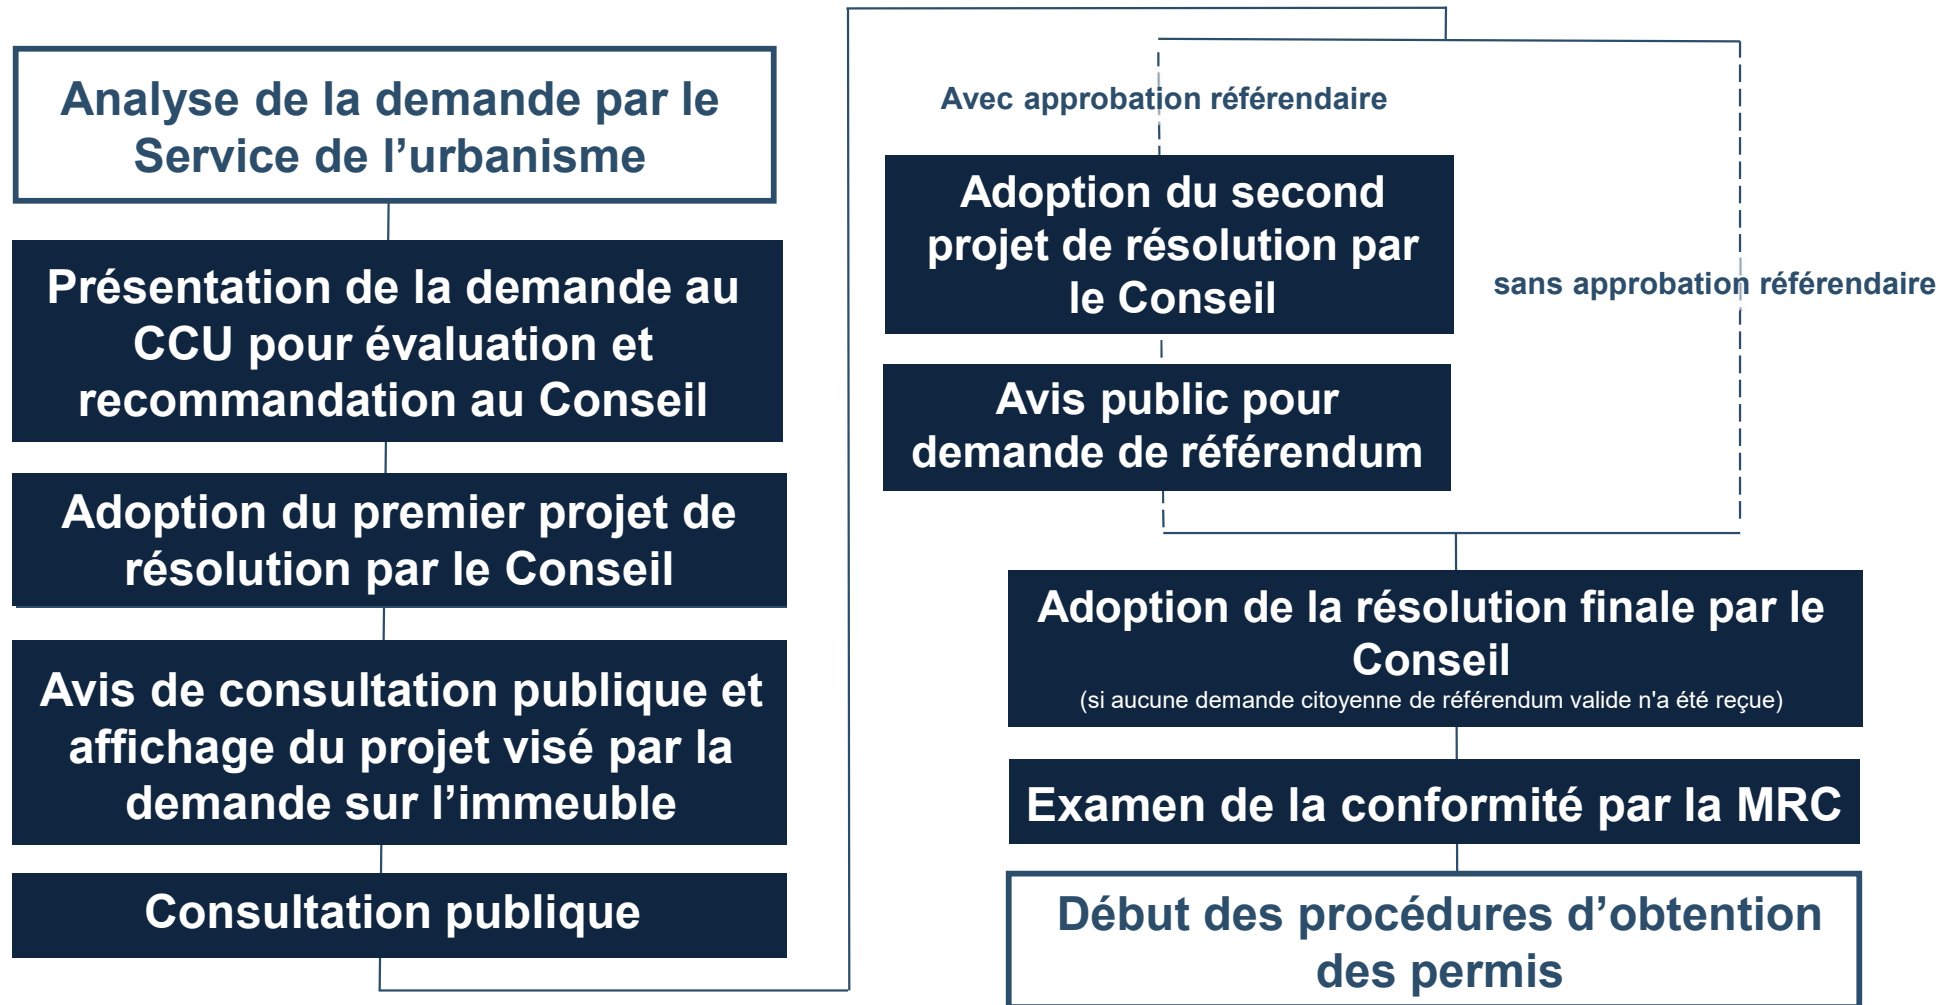 Analyse de la demande par le
Service de l’urbanisme
Présentation de la demande au
CCU pour évaluation et
recommandation au Conseil
Adoption du premier projet de
résolution par le Conseil
Avis de consultation publique et
affichage du projet visé par la
demande sur l’immeuble
Consultation publique
Avec approbation référendaire
Adoption du second
projet de résolution par
le Conseil
Avis public pour
demande de référendum
sans approbation référendaire
Adoption de la résolution finale par le
Conseil
(si aucune demande citoyenne de référendum valide n'a été reçue)
Examen de la conformité par la MRC
Début des procédures d’obtention
des permis